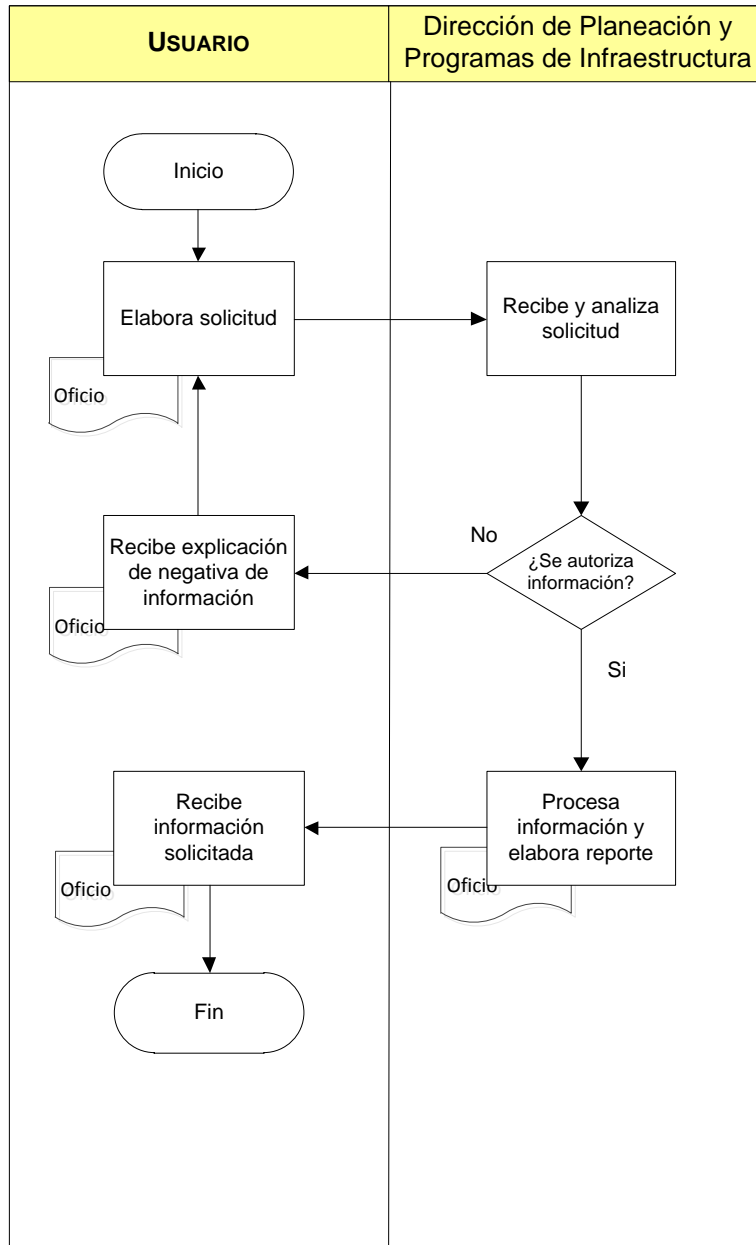 USUARIO
Dirección de Planeación y
Programas de Infraestructura
Inicio
Elabora solicitud
Oficio
Recibe y analiza
solicitud
¿Se autoriza
información?
No
Recibe explicación
de negativa de
información
Oficio
Si
Procesa
información y
elabora reporte
Oficio
Recibe
información
solicitada
Oficio
Fin